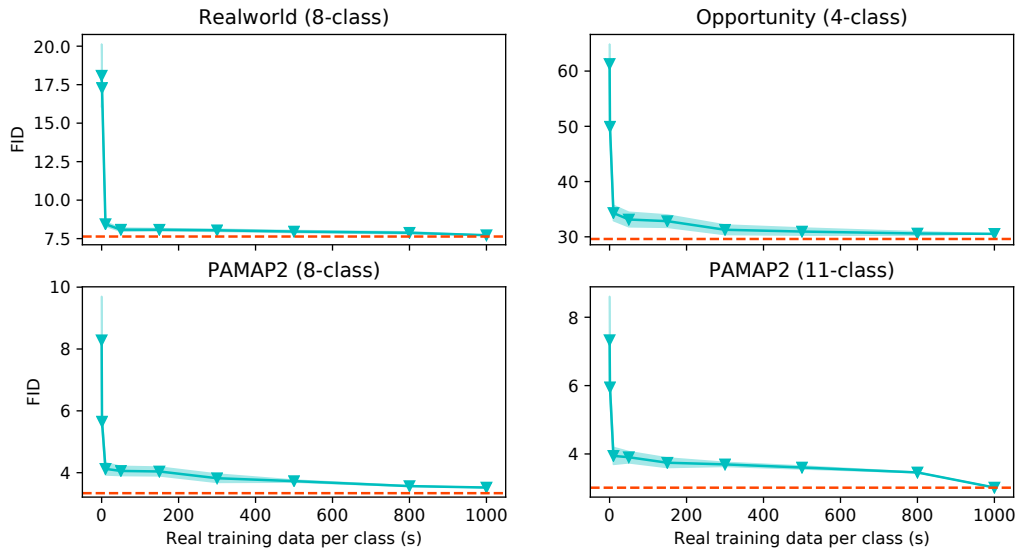 Realworld (8-class)
Opportunity (4-class)
20.0
17.5
15.0
12.5
10.0
7.5
FID
60
50
40
30
PAMAP2 (8-class)
PAMAP2 (11-class)
10
8
6
4
FID
0 200 400 600 800 1000
Real training data per class (s)
8
6
4
0 200 400 600 800 1000
Real training data per class (s)